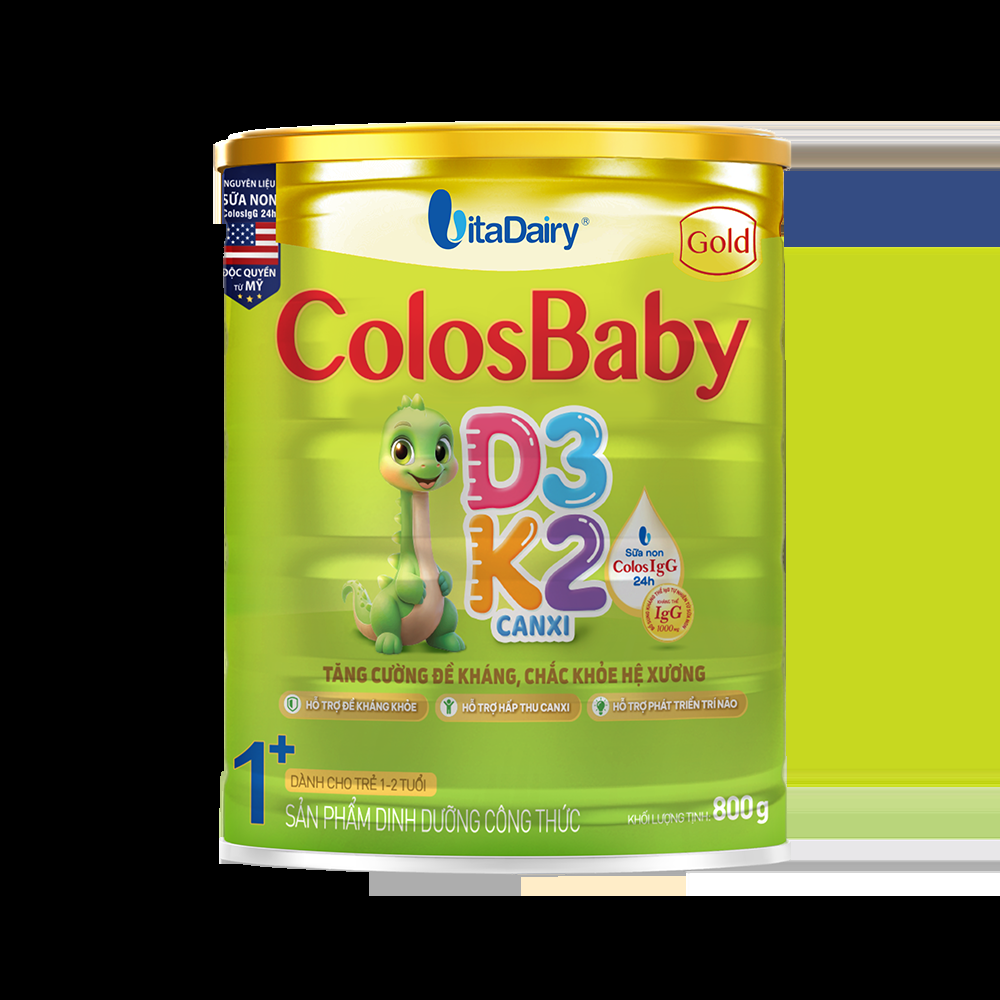 NGUYÊN LIỆU
SỮA NON
ColosIgG 24h
ĐỘC QUYỀN
TỪ MỸ
VitaDairy®
Gold
ColosBaby
D3
K2
CANXI
Sữa non
ColosIgG
24h
KHÁNG THỂ
IgG
1000mg
TĂNG CƯỜNG ĐỀ KHÁNG, CHẮC KHỎE HỆ XƯƠNG
HỖ TRỢ ĐỀ KHÁNG KHỎE
HỖ TRỢ HẤP THU CANXI
HỖ TRỢ PHÁT TRIỂN TRÍ NÃO
1+
DÀNH CHO TRẺ 1-2 TUỔI
SẢN PHẨM DINH DƯỠNG CÔNG THỨC
KHỐI LƯỢNG TỊNH: 800g